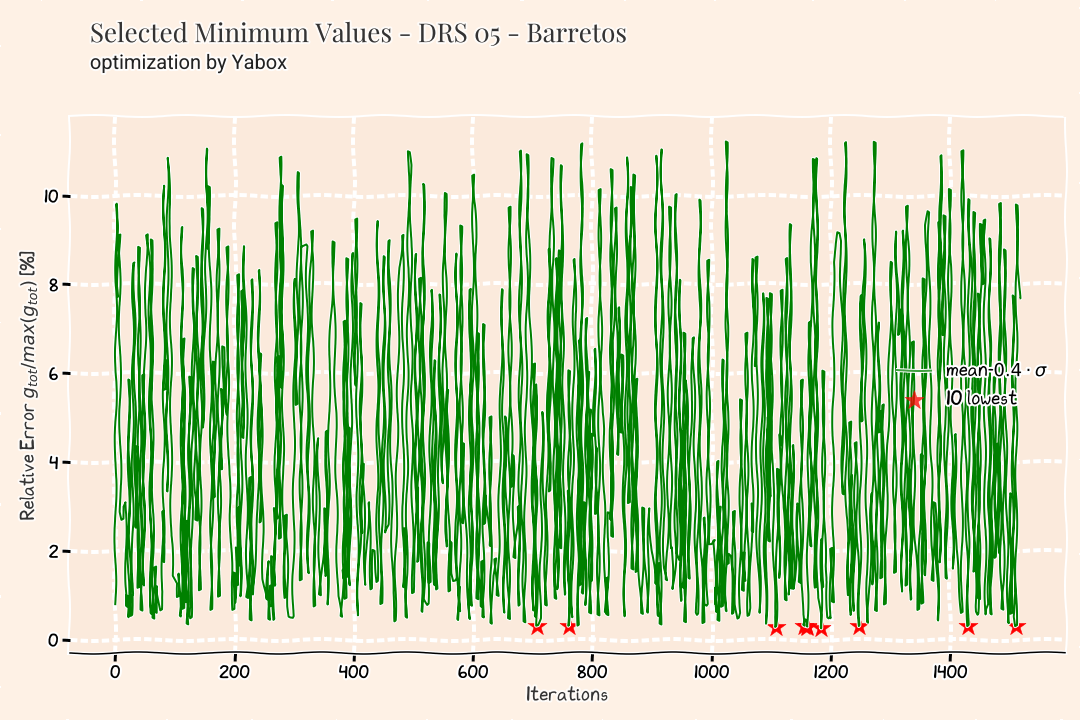 Selected Minimum Values - DRS 05 - Barretos
optimization by Yabox
Relative Error g_tot/max(g_tot) [%]
10
8
6
4
2
0
mean-0.4 · σ
10 lowest
0 200 400 600 800 1000 1200 1400
Iterations